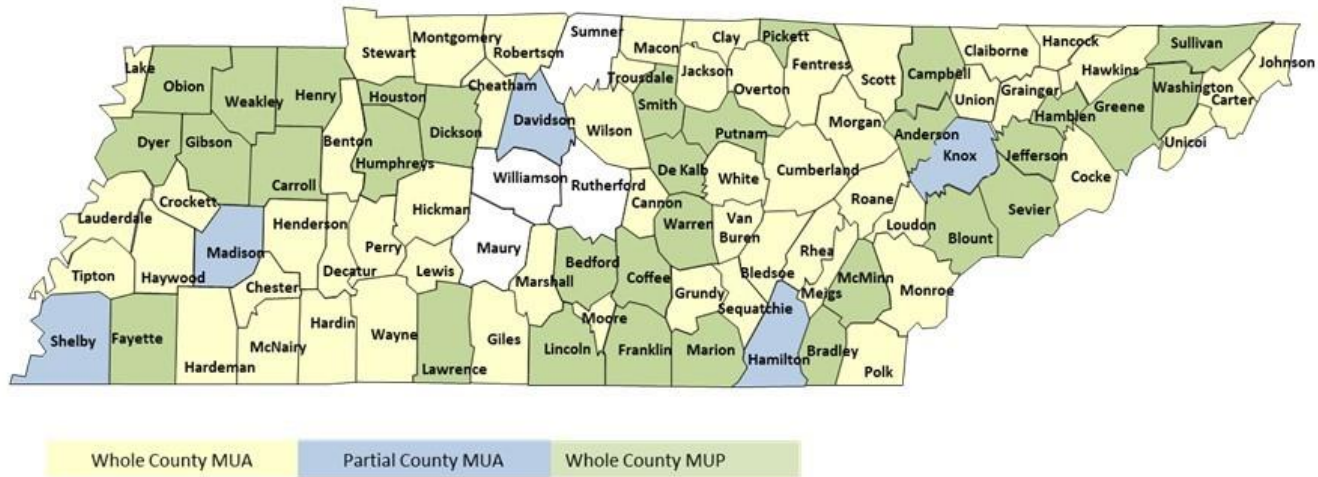 Sumner
Stewart
Montgomery
Robertson
Macon
Clay
Pickett
Claiborne
Hancock
Sullivan
Lake
Obion
Weakley
Henry
Houston
Cheatham
Trousdale
Jackson
Overton
Fentress
Scott
Campbell
Union
Grainger
Hawkins
Washington
Johnson
Carter
Dyer
Gibson
Carroll
Benton
Humphreys
Dickson
Davidson
Wilson
Smith
Putnam
Morgan
Anderson
Knox
Hamblen
Greene
Unicoi
Jefferson
Cocke
Williamson
Rutherford
De Kalb
White
Cumberland
Roane
Loudon
Sevier
Blount
Lauderdale
Crockett
Madison
Henderson
Hickman
Cannon
Warren
Van
Buren
Tipton
Haywood
Chester
Decatur
Perry
Lewis
Maury
Marshall
Bedford
Coffee
Grundy
Sequatchie
Bledsoe
Rhea
Meigs
McMinn
Monroe
Shelby
Fayette
Hardeman
McNairy
Hardin
Wayne
Lawrence
Giles
Lincoln
Moore
Franklin
Marion
Hamilton
Bradley
Polk
Whole County MUA
Partial County MUA
Whole County MUP